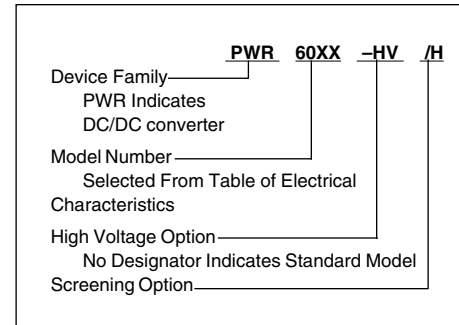 PWR 60XX –HV /H
Device Family
PWR Indicates
DC/DC converter
Model Number
Selected From Table of Electrical
Characteristics
High Voltage Option
No Designator Indicates Standard Model
Screening Option